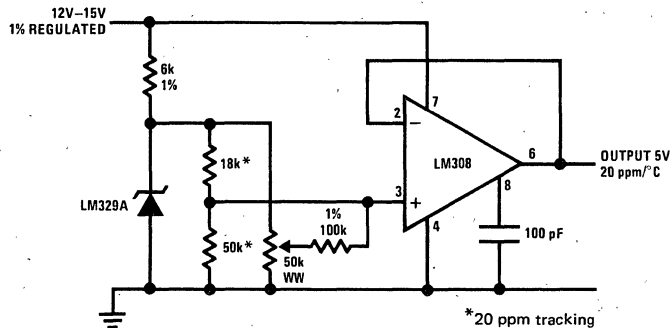 12V–15V
1% REGULATED
6k
1%
18k*
LM329A
50k*
50k
WW
1%
100k
2
−
3
+
7
LM308
4
6
8
100 pF
OUTPUT 5V
20 ppm/°C
*20 ppm tracking